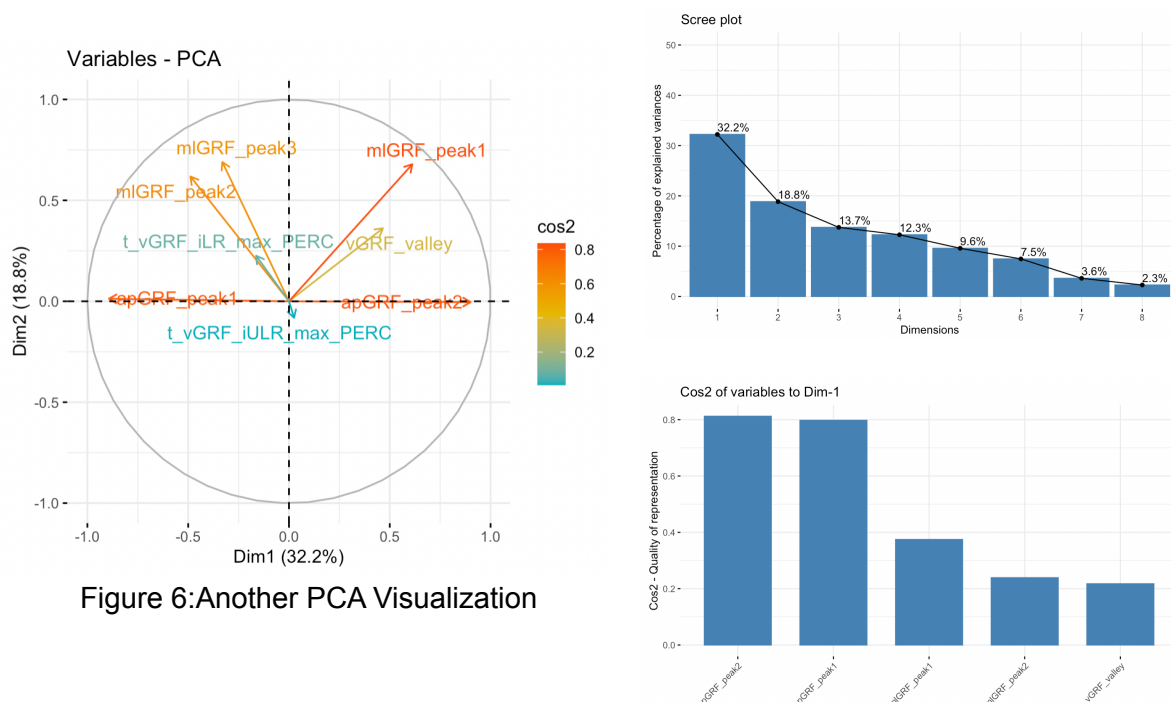 Variables - PCA
1.0
0.5
0.0
-0.5
-1.0
Dim2 (18.8%)
mlGRF_peak3
mlGRF_peak1
mlGRF_peak2
t_vGRF_iLR_max_PERC
vGRF_valley
apGRF_peak1
apGRF_peak2
t_vGRF_iULR_max_PERC
-1.0 -0.5 0.0 0.5 1.0
Dim1 (32.2%)
cos2
0.8
0.6
0.4
0.2
Figure 6:Another PCA Visualization
Scree plot
Percentage of explained variances
50
40
30
20
10
0
32.2%
18.8%
13.7%
12.3%
9.6%
7.5%
3.6%
2.3%
1 2 3 4 5 6 7 8
Dimensions
Cos2 of variables to Dim-1
Cos2 - Quality of representation
0.8
0.6
0.4
0.2
0.0
pGRF_peak2
pGRF_peak1
mlGRF_peak1
mlGRF_peak2
vGRF_valley